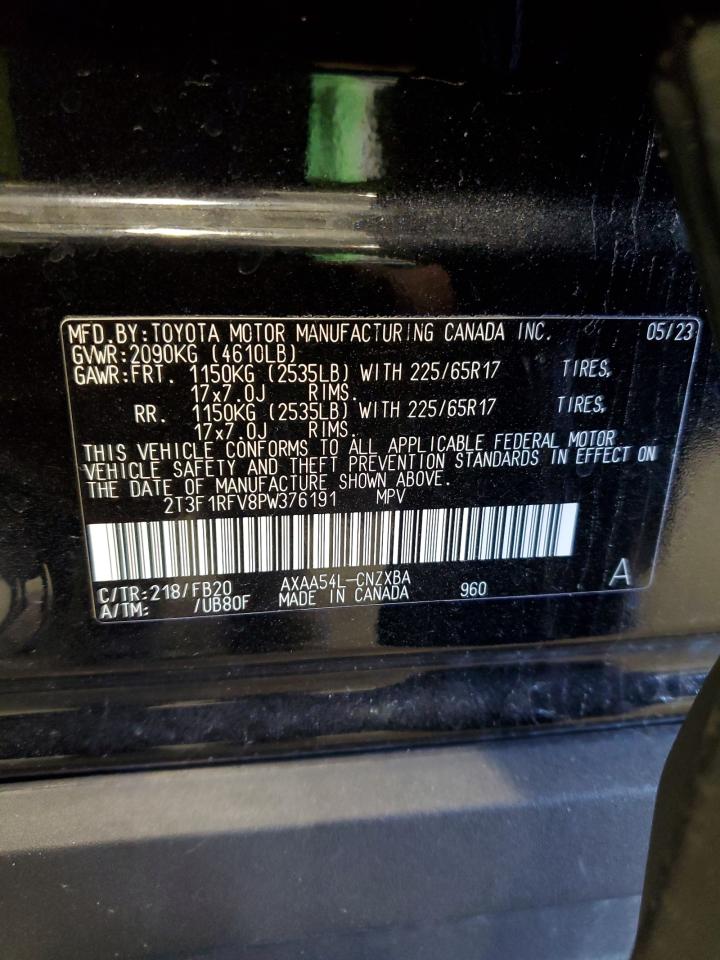 MFD.BY:TOYOTA MOTOR MANUFACTURING CANADA INC. 05/23
GVWR:2090KG (4610LB)
GAWR:FRT. 1150KG (2535LB) WITH 225/65R17 TIRES,
17x7.0J RIMS.
RR. 1150KG (2535LB) WITH 225/65R17 TIRES,
17x7.0J RIMS.
THIS VEHICLE CONFORMS TO ALL APPLICABLE FEDERAL MOTOR
VEHICLE SAFETY AND THEFT PREVENTION STANDARDS IN EFFECT ON
THE DATE OF MANUFACTURE SHOWN ABOVE.
2T3F1RFV8PW376191 MPV
C/TR:218/FB20 AXAA54L-CNZXBA 960 A
A/TM: /UB80F MADE IN CANADA